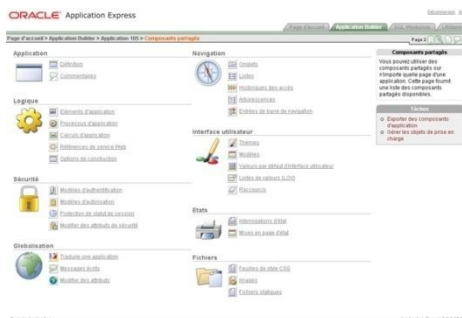 ORACLE Application Express
Page d'accueil Application Builder SQL Workshop
Page d'accueil > Application Builder > Application 105 > Composants partagés
Page 2
Application
Définition
Commentaires
Logique
Eléments d'application
Processus d'application
Calculs d'application
Références de service Web
Options de construction
Sécurité
Modèles d'authentification
Modèles d'autorisation
Protection de statut de session
Modifier des attributs de sécurité
Globalisation
Traduire une application
Messages écrits
Modifier des attributs
Navigation
Onglets
Listes
Historiques des accès
Arborescences
Entrées de barre de navigation
Interface utilisateur
Thèmes
Modèles
Valeurs par défaut d'interface utilisateur
Listes de valeurs (LOV)
Raccourcis
Etats
Interrogations d'état
Mises en page d'état
Fichiers
Feuilles de style CSS
Images
Fichiers statiques
Composants partagés
Vous pouvez utiliser des
composants partagés sur
n'importe quelle page d'une
application. Cette page fournit
une liste des composants
partagés disponibles.
Tâches
Exporter des composants
d'application
Gérer les objets de prise en
charge